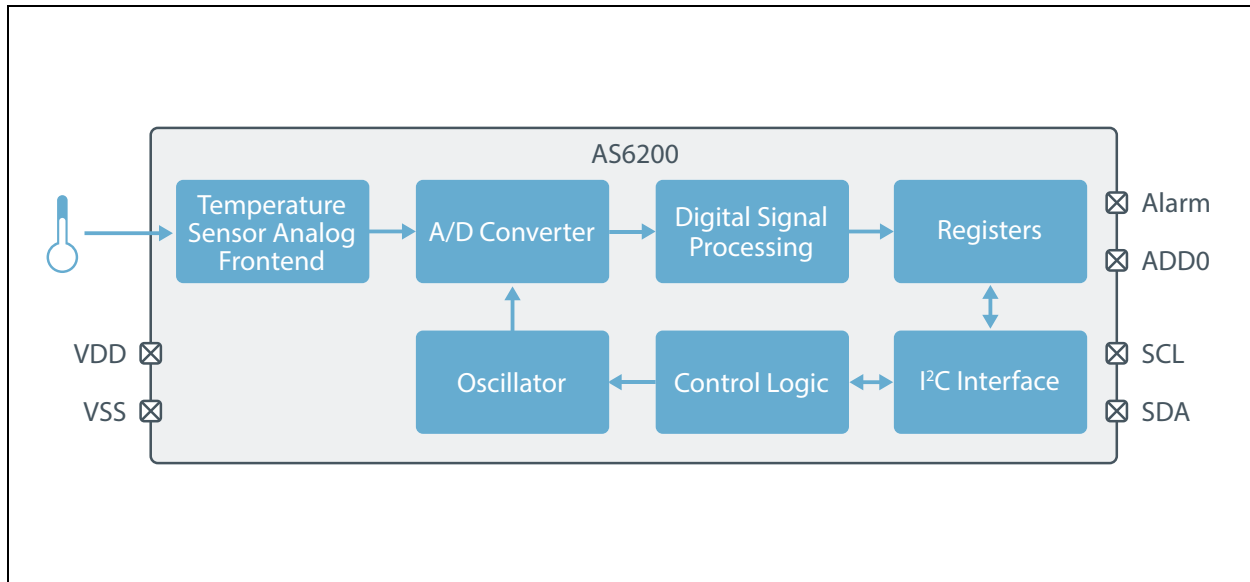 AS6200
Temperature
Sensor Analog
Frontend
A/D Converter
Digital Signal
Processing
Registers
Alarm
ADD0
VDD
VSS
Oscillator
Control Logic
I²C Interface
SCL
SDA